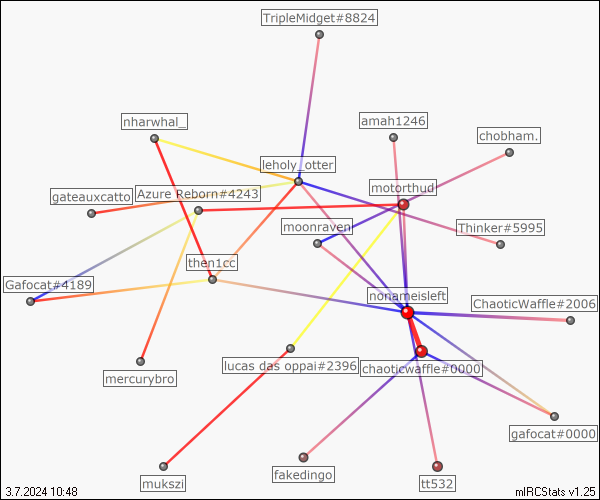 TripleMidget#8824
nharwhal_
amah1246
chobham.
leholy_otter
gateauxcatto
Azure Reborn#4243
motorthud
moonraven
Thinker#5995
then1cc
Gafocat#4189
nonameisleft
ChaoticWaffle#2006
mercurybro
lucas das oppai#2396
chaoticwaffle#0000
gafocat#0000
mukszi
fakedingo
tt532
3.7.2024 10:48
mIRCStats v1.25